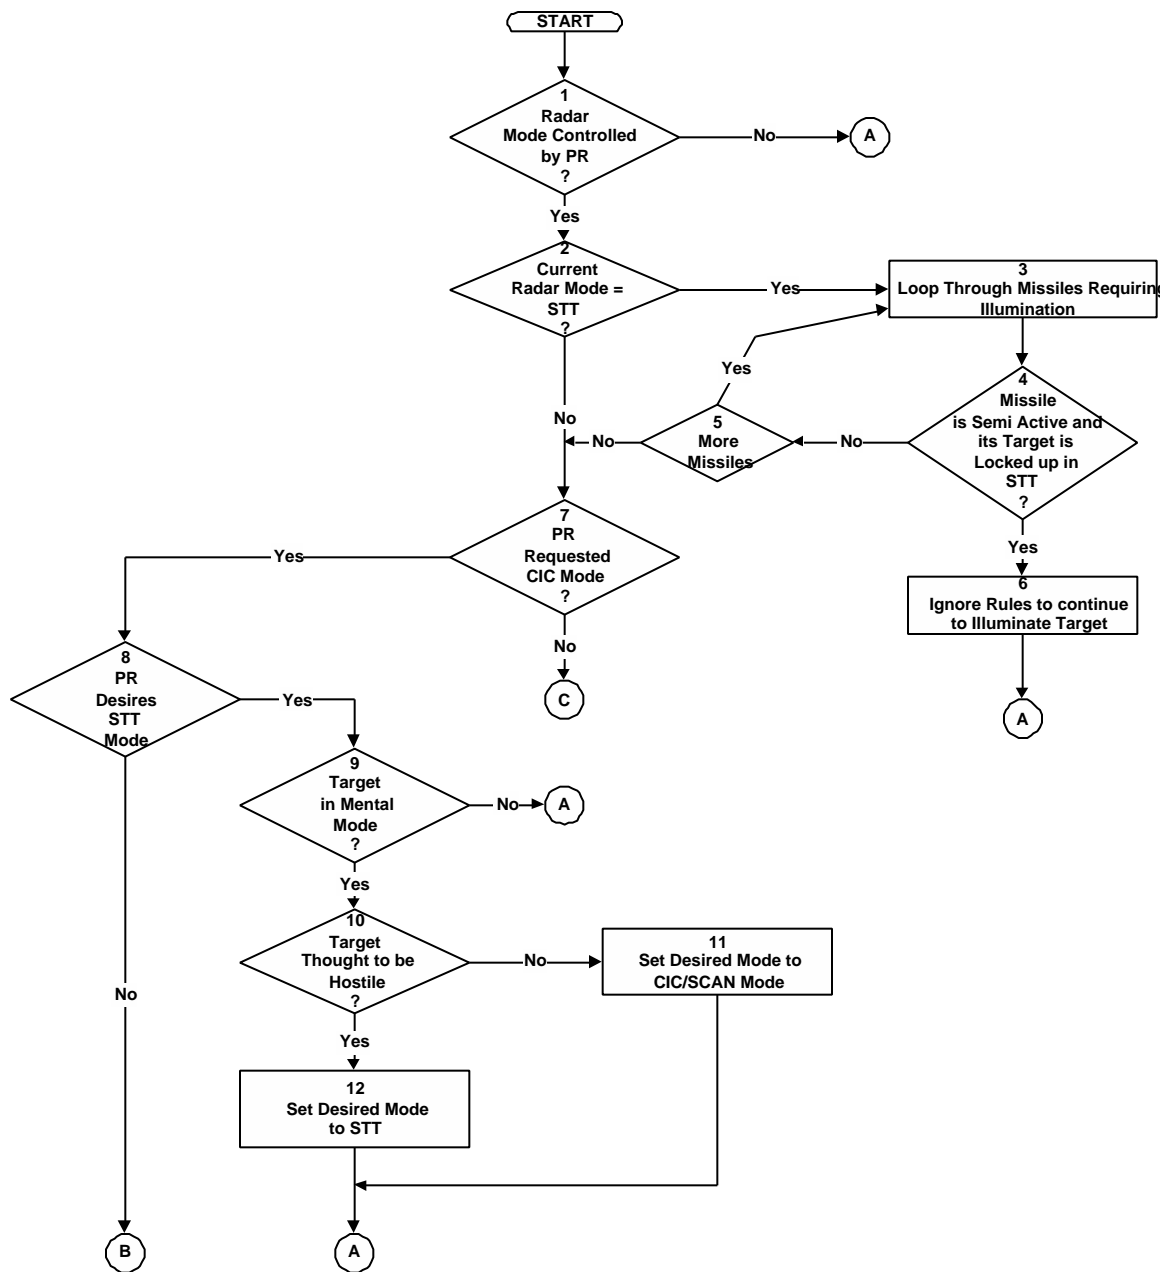 START
1
Radar
Mode Controlled
by PR
?
No
A
Yes
2
Current
Radar Mode =
STT
?
Yes
3
Loop Through Missiles Requiring
Illumination
Yes
4
Missile
is Semi Active and
its Target is
Locked up in
STT
?
No
5
More
Missiles
No
No
Yes
6
Ignore Rules to continue
to Illuminate Target
A
7
PR
Requested
CIC Mode
?
Yes
No
C
8
PR
Desires
STT
Mode
Yes
9
Target
in Mental
Mode
?
No
A
Yes
10
Target
Thought to be
Hostile
?
No
11
Set Desired Mode to
CIC/SCAN Mode
No
Yes
12
Set Desired Mode
to STT
B
A